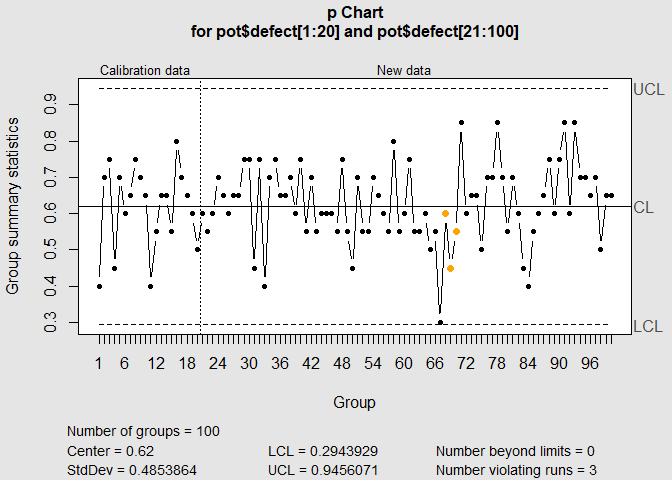 p Chart
for pot$defect[1:20] and pot$defect[21:100]
Calibration data New data
Group summary statistics
0.3 0.4 0.5 0.6 0.7 0.8 0.9
UCL
CL
LCL
1 6 12 18 24 30 36 42 48 54 60 66 72 78 84 90 96
Group
Number of groups = 100
Center = 0.62 LCL = 0.2943929 Number beyond limits = 0
StdDev = 0.4853864 UCL = 0.9456071 Number violating runs = 3